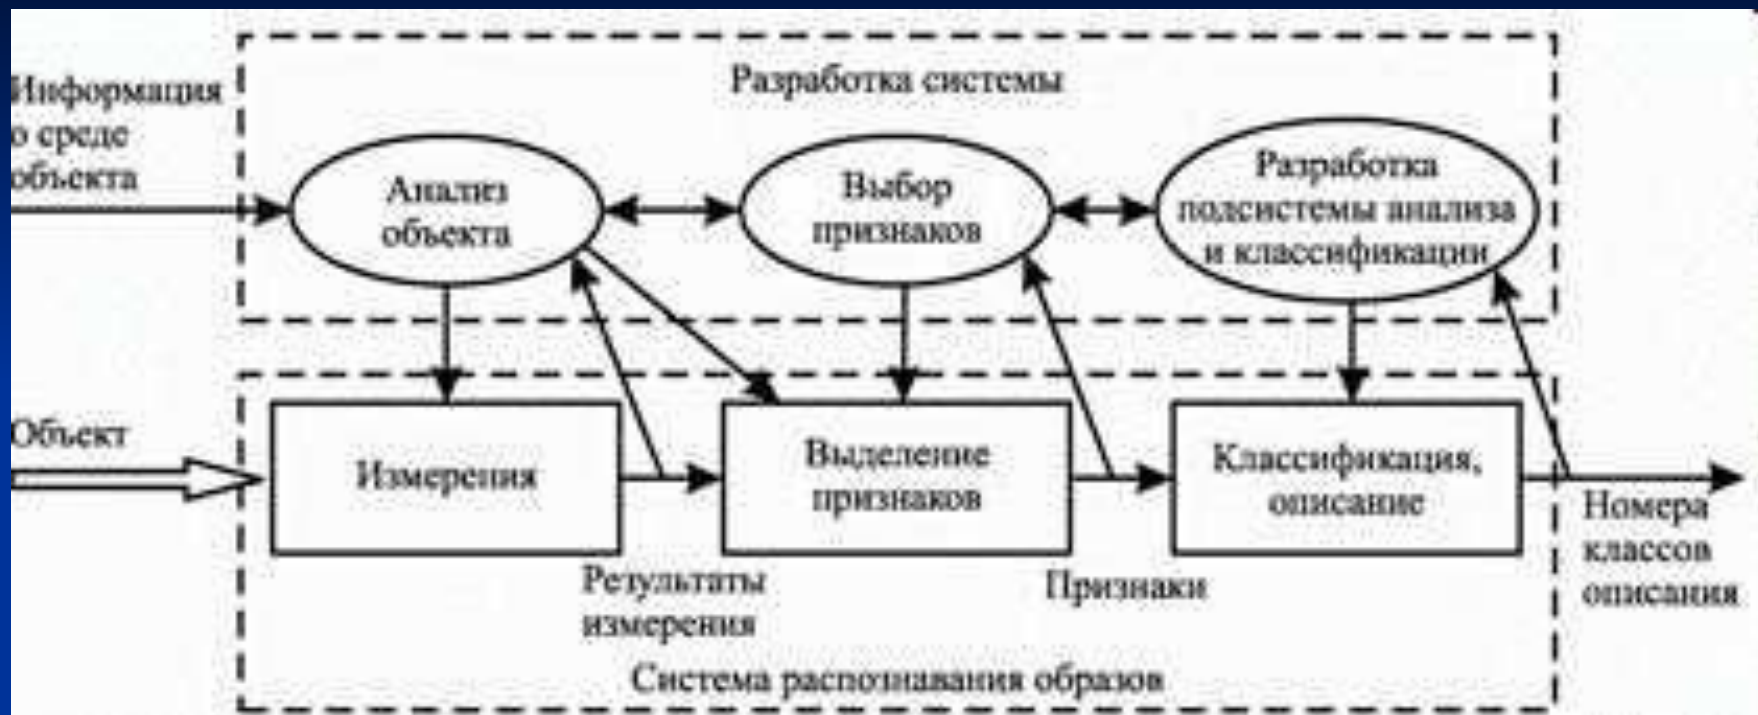 Разработка системы
Информация
о среде
объекта
Анализ
объекта
Выбор
признаков
Разработка
подсистемы анализа
и классификации
Объект
Измерения
Выделение
признаков
Классификация,
описание
Номера
классов
описания
Результаты
измерения
Признаки
Система распознавания образов